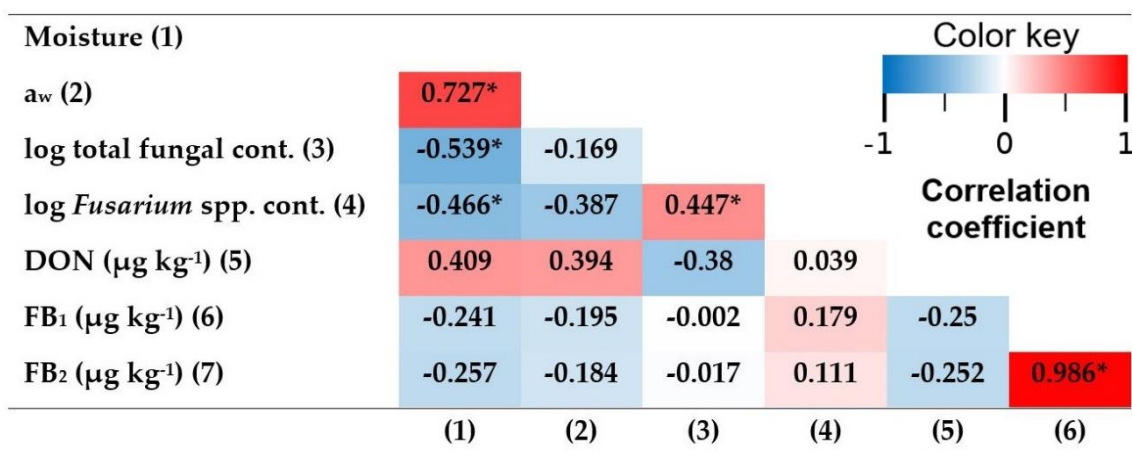 Moisture (1)
Color key
aw (2) 0.727*
-1 0 1
log total fungal cont. (3) -0.539* -0.169
Correlation
coefficient
log Fusarium spp. cont. (4) -0.466* -0.387 0.447*
DON (µg kg-1) (5) 0.409 0.394 -0.38 0.039
FB1 (µg kg-1) (6) -0.241 -0.195 -0.002 0.179 -0.25
FB2 (µg kg-1) (7) -0.257 -0.184 -0.017 0.111 -0.252 0.986*
(1) (2) (3) (4) (5) (6)